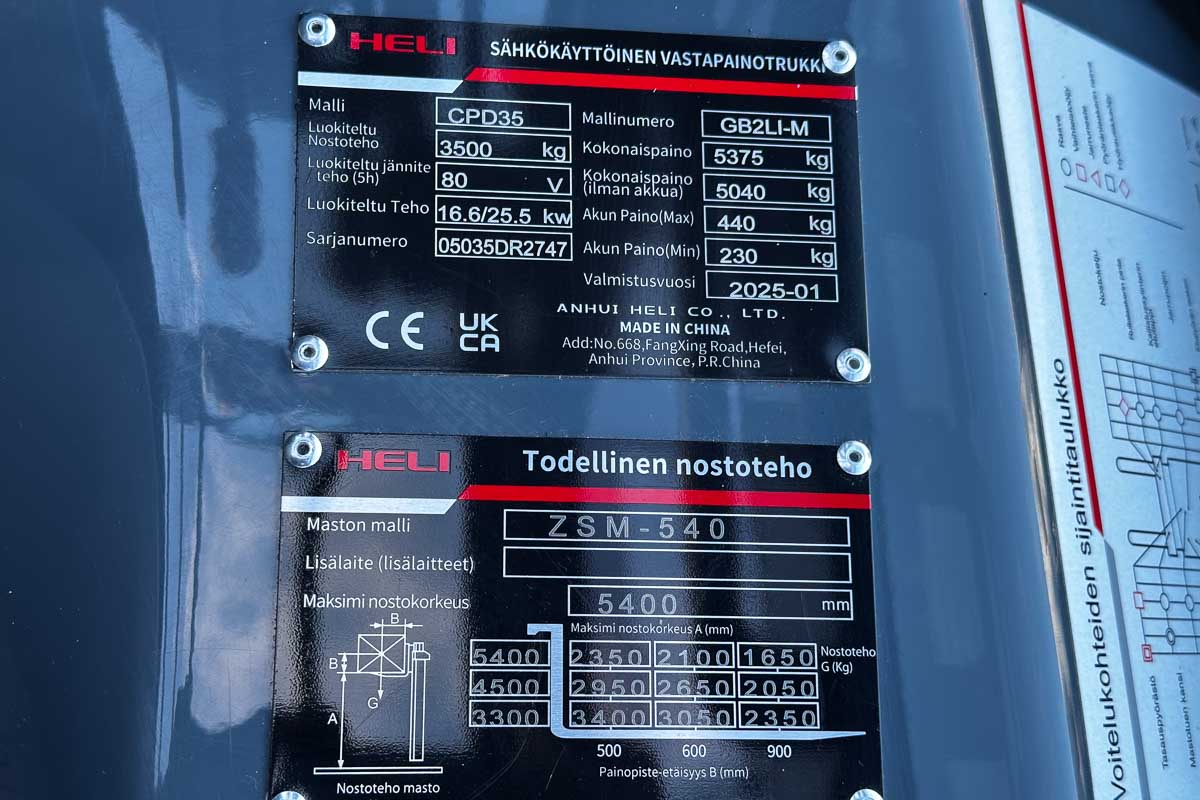 HELI SÄHKÖKÄYTTÖINEN VASTAPAINOTRUKKI
Malli CPD35 Mallinumero GB2LI-M
Luokiteltu Nostoteho 3500 kg Kokonaispaino 5375 kg
Luokiteltu jännite teho (5h) 80 V Kokonaispaino (ilman akkua) 5040 kg
Luokiteltu Teho 16.6/25.5 kw Akun Paino(Max) 440 kg
Sarjanumero 05035DR2747 Akun Paino(Min) 230 kg
Valmistusvuosi 2025-01
CE UKCA
ANHUI HELI CO., LTD.
MADE IN CHINA
Add:No.668,FangXing Road,Hefei,
Anhui Province, P.R.China
HELI Todellinen nostoteho
Maston malli ZSM-540
Lisälaite (lisälaitteet)
Maksimi nostokorkeus 5400 mm
Maksimi nostokorkeus A (mm)
5400 2350 2100 1650 Nostoteho G (Kg)
4500 2950 2650 2050
3300 3400 3050 2350
500 600 900
Painopiste-etäisyys B (mm)
B
B
G
A
Nostoteho masto
Voitelukohteiden sijaintitaulukko
Rasva
Nostoketju
Tasauspyörästö